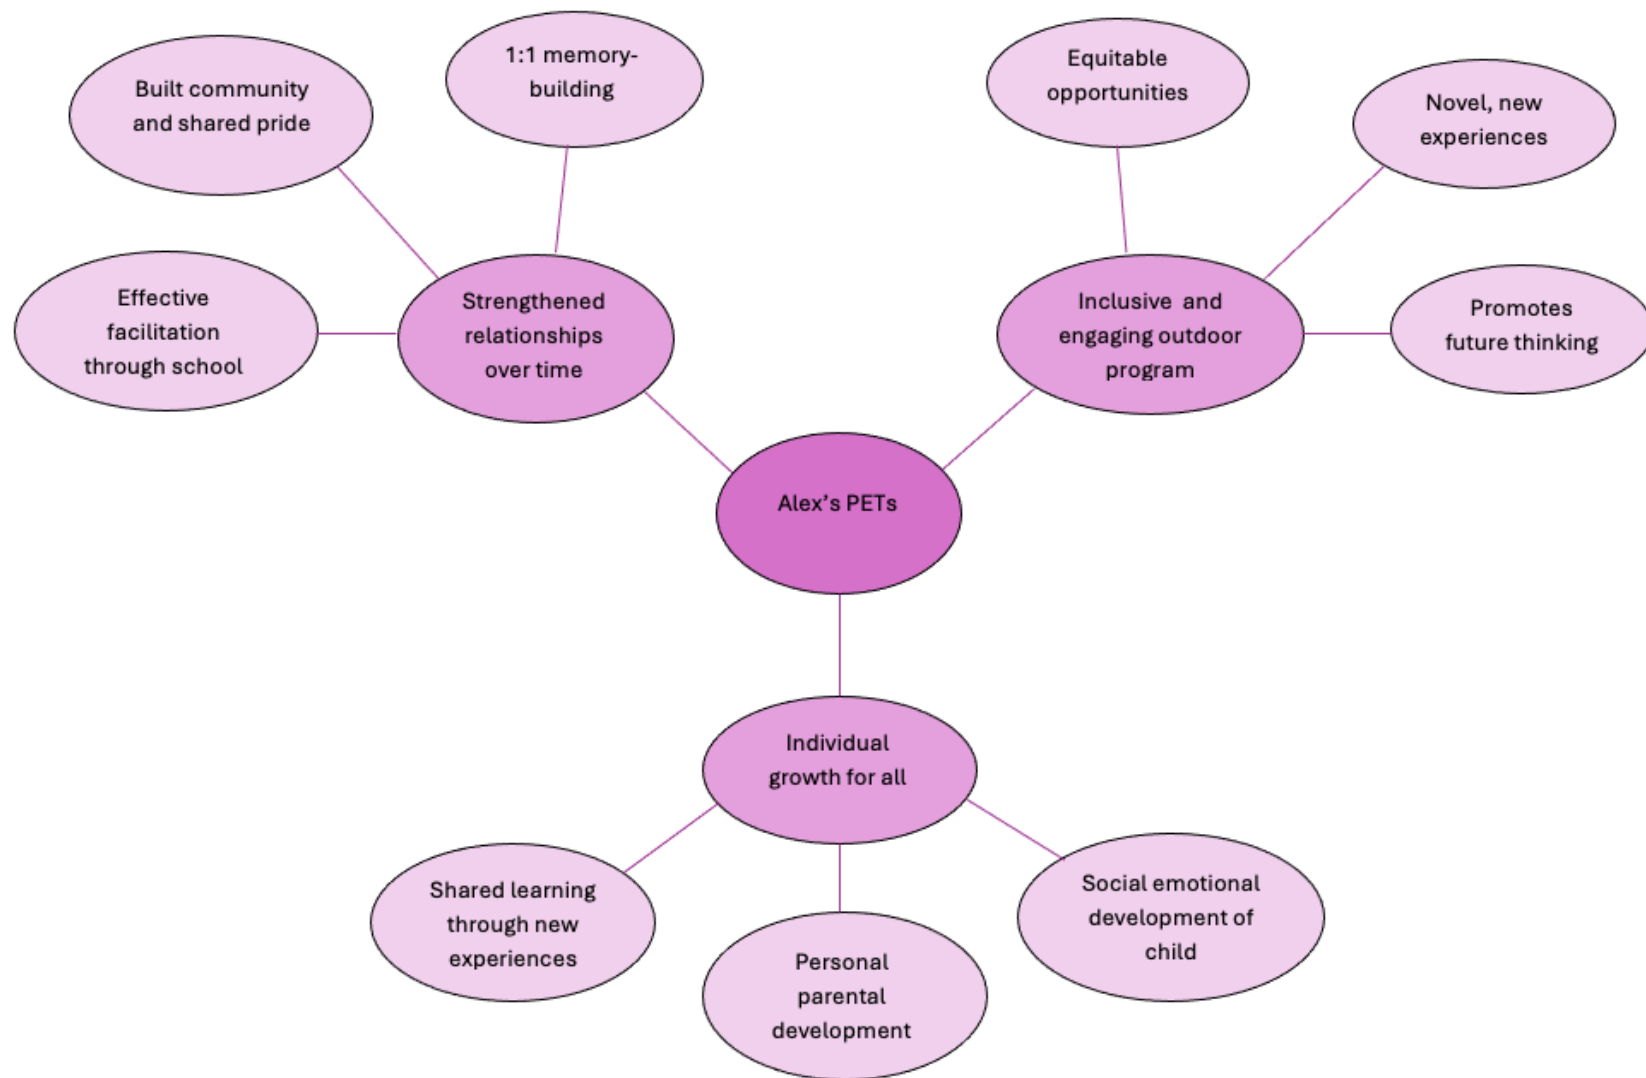 Built community
and shared pride
1:1 memory-
building
Equitable
opportunities
Novel, new
experiences
Effective
facilitation
through school
Strengthened
relationships
over time
Inclusive  and
engaging outdoor
program
Promotes
future thinking
Alex’s PETs
Individual
growth for all
Shared learning
through new
experiences
Personal
parental
development
Social emotional
development of
child